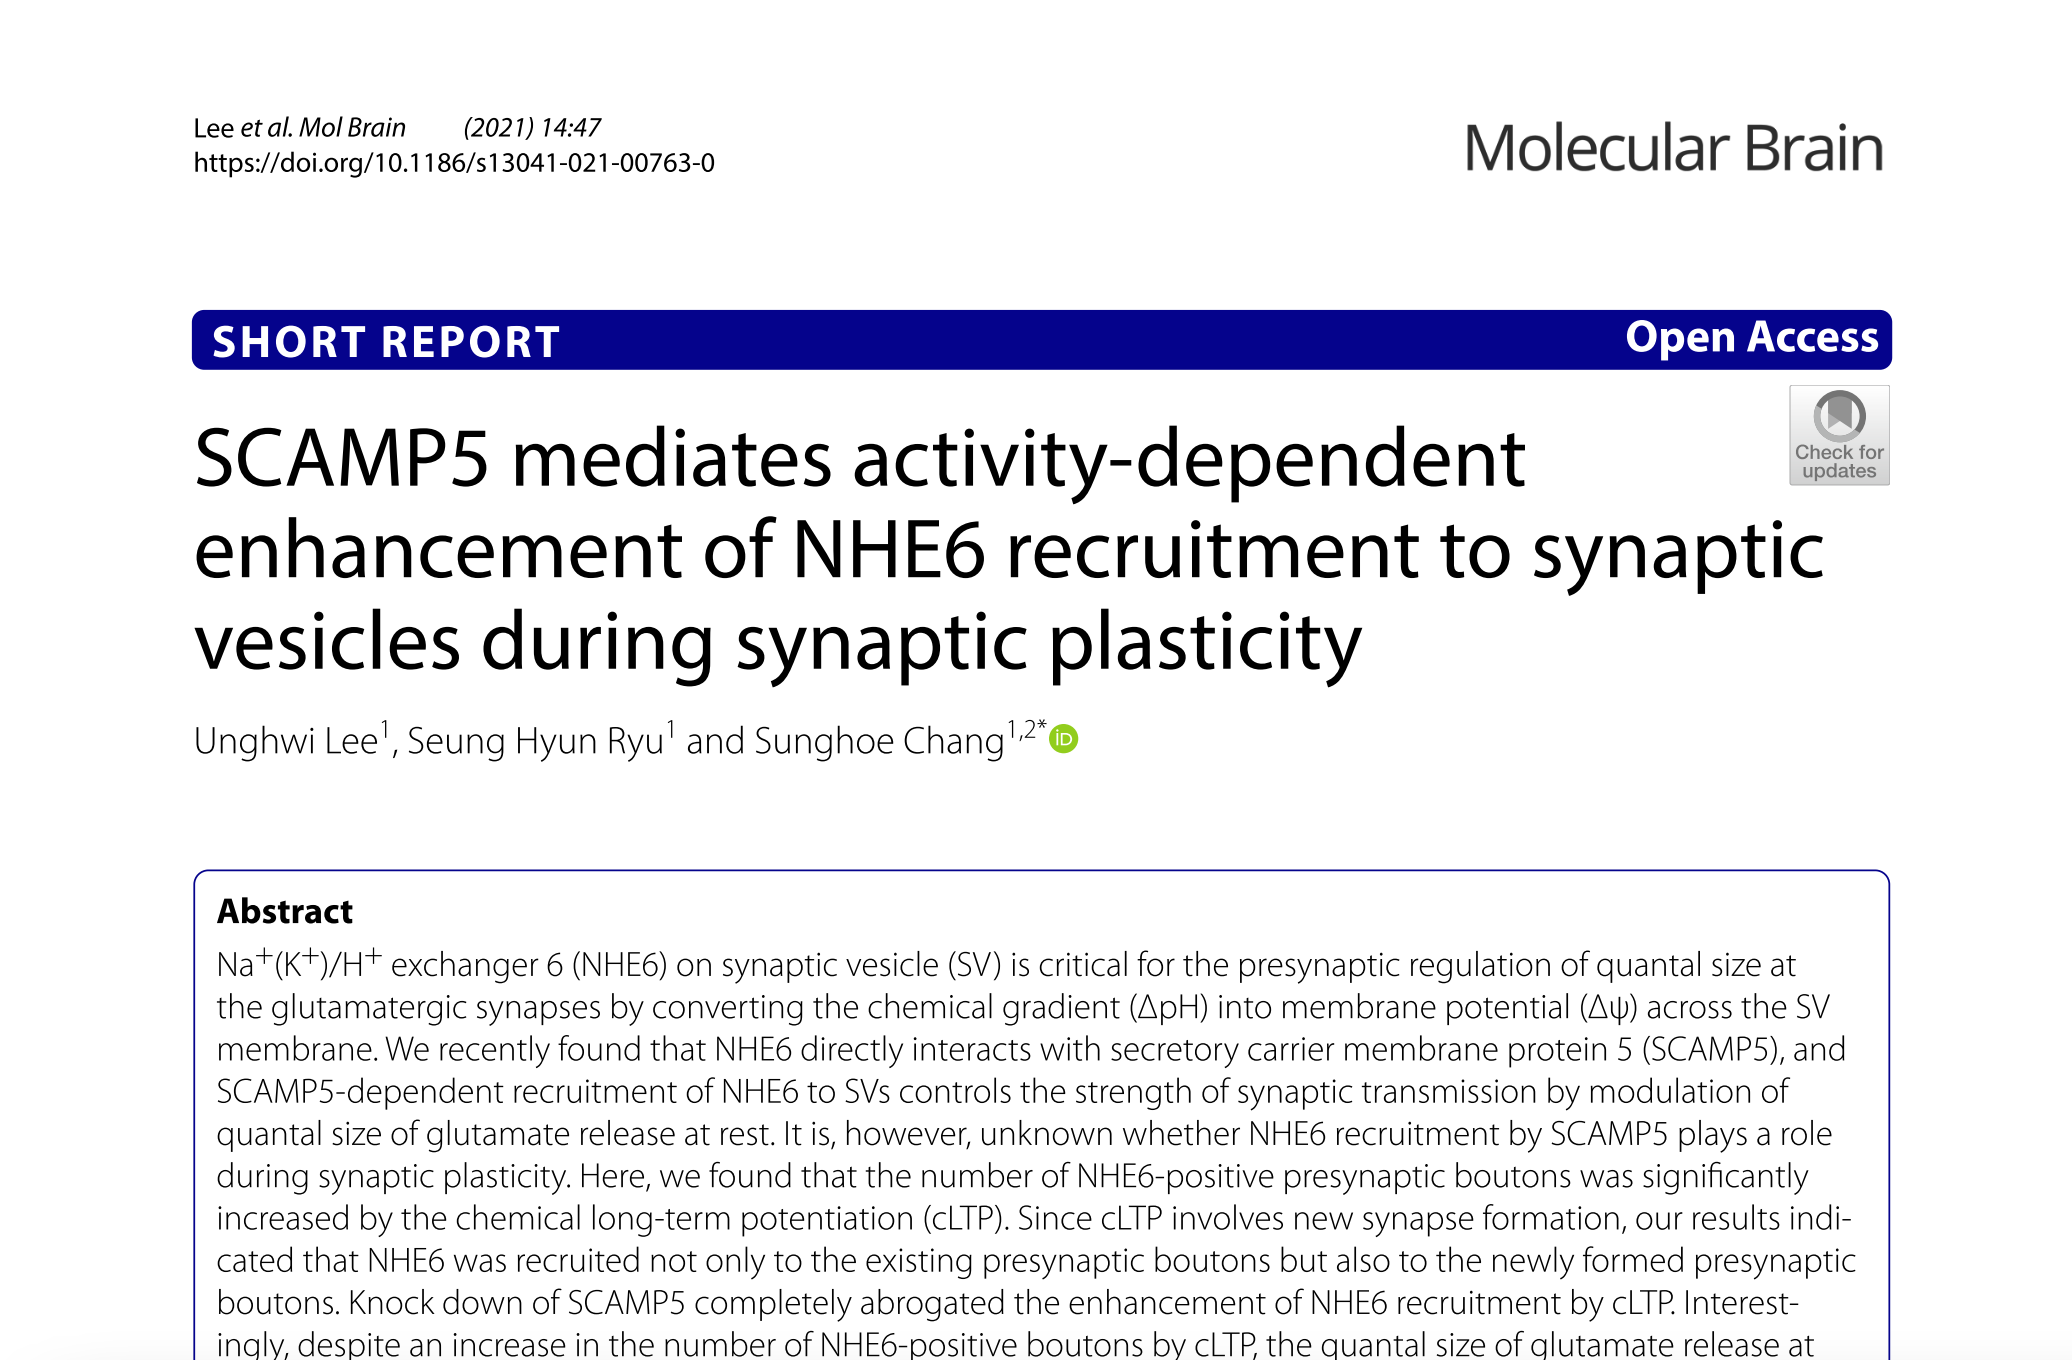 Lee et al. Mol Brain (2021) 14:47
https://doi.org/10.1186/s13041-021-00763-0
Molecular Brain
SHORT REPORT
Open Access
Check for
updates
SCAMP5 mediates activity-dependent
enhancement of NHE6 recruitment to synaptic
vesicles during synaptic plasticity
Unghwi Lee1, Seung Hyun Ryu1 and Sunghoe Chang1,2* iD
Abstract
Na+(K+)/H+ exchanger 6 (NHE6) on synaptic vesicle (SV) is critical for the presynaptic regulation of quantal size at
the glutamatergic synapses by converting the chemical gradient (ΔpH) into membrane potential (Δψ) across the SV
membrane. We recently found that NHE6 directly interacts with secretory carrier membrane protein 5 (SCAMP5), and
SCAMP5-dependent recruitment of NHE6 to SVs controls the strength of synaptic transmission by modulation of
quantal size of glutamate release at rest. It is, however, unknown whether NHE6 recruitment by SCAMP5 plays a role
during synaptic plasticity. Here, we found that the number of NHE6-positive presynaptic boutons was significantly
increased by the chemical long-term potentiation (cLTP). Since cLTP involves new synapse formation, our results indi-
cated that NHE6 was recruited not only to the existing presynaptic boutons but also to the newly formed presynaptic
boutons. Knock down of SCAMP5 completely abrogated the enhancement of NHE6 recruitment by cLTP. Interest-
ingly, despite an increase in the number of NHE6-positive boutons by cLTP, the quantal size of glutamate release at